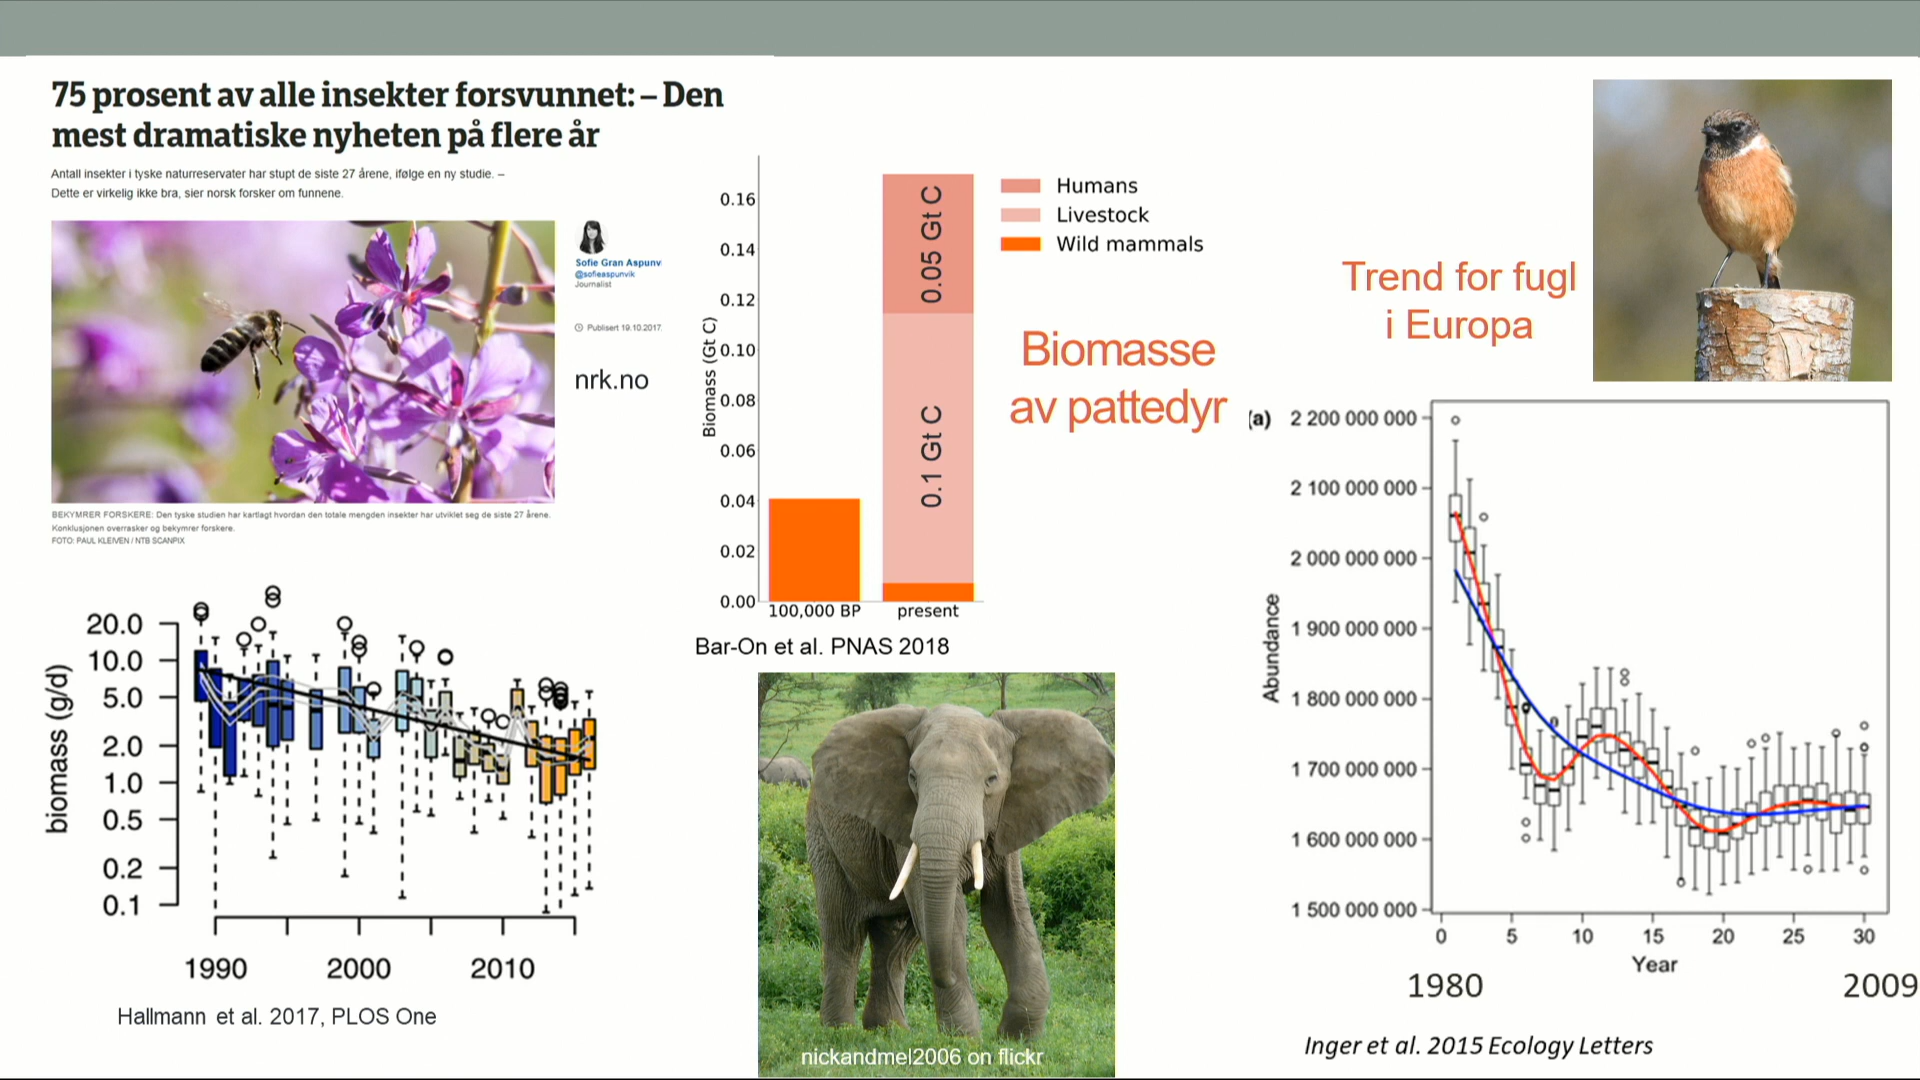 75 prosent av alle insekter forsvunnet: – Den
mest dramatiske nyheten på flere år
Antall insekter i tyske naturreservater har stupt de siste 27 årene, ifølge en ny studie. –
Dette er virkelig ikke bra, sier norsk forsker om funnene.
Sofie Gran Aspunv
@sofieaspunvik
Journalist
Publisert 19.10.2017.
nrk.no
BEKYMRER FORSKERE: Den tyske studien har kartlagt hvordan den totale mengden insekter har utviklet seg de siste 27 årene.
Konklusjonen overrasker og bekymrer forskere.
FOTO: PAUL KLEIVEN / NTB SCANPIX
biomass (g/d)
20.0
10.0
5.0
2.0
1.0
0.5
0.2
0.1
1990 2000 2010
Hallmann et al. 2017, PLOS One
Biomass (Gt C)
0.16
0.14
0.12
0.10
0.08
0.06
0.04
0.02
0.00
0.05 Gt C
0.1 Gt C
100,000 BP present
Humans
Livestock
Wild mammals
Biomasse
av pattedyr
Bar-On et al. PNAS 2018
nickandmel2006 on flickr
Trend for fugl
i Europa
(a)
Abundance
2 200 000 000
2 100 000 000
2 000 000 000
1 900 000 000
1 800 000 000
1 700 000 000
1 600 000 000
1 500 000 000
0 5 10 15 20 25 30
Year
1980 2009
Inger et al. 2015 Ecology Letters